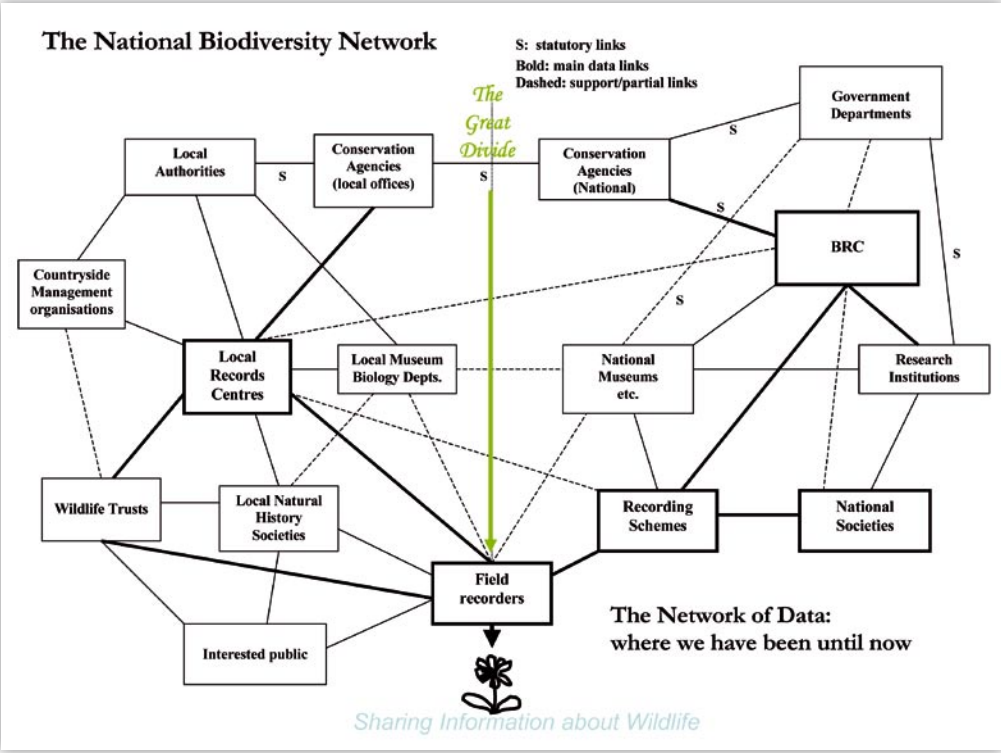 The National Biodiversity Network
S: statutory links
Bold: main data links
Dashed: support/partial links
The
Great
Divide
Government
Departments
S
Local
Authorities
S
Conservation
Agencies
(local offices)
S
Conservation
Agencies
(National)
S
BRC
S
Countryside
Management
organisations
S
Local
Records
Centres
Local Museum
Biology Depts.
National
Museums
etc.
Research
Institutions
Wildlife Trusts
Local Natural
History
Societies
Recording
Schemes
National
Societies
Field
recorders
Interested public
The Network of Data:
where we have been until now
Sharing Information about Wildlife